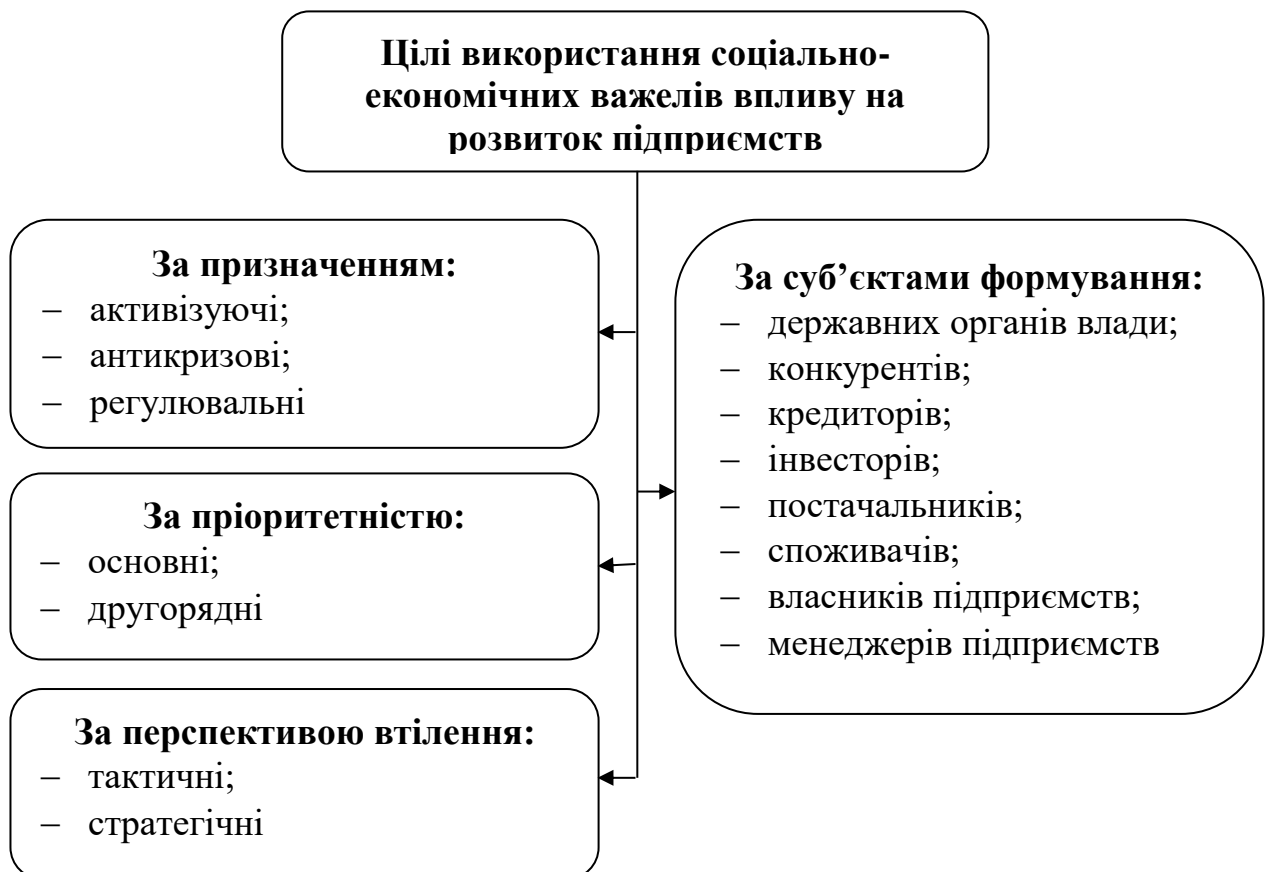 Цілі використання соціально-
економічних важелів впливу на
розвиток підприємств
За призначенням:
– активізуючі;
– антикризові;
– регулювальні
За пріоритетністю:
– основні;
– другорядні
За перспективою втілення:
– тактичні;
– стратегічні
За суб’єктами формування:
– державних органів влади;
– конкурентів;
– кредиторів;
– інвесторів;
– постачальників;
– споживачів;
– власників підприємств;
– менеджерів підприємств